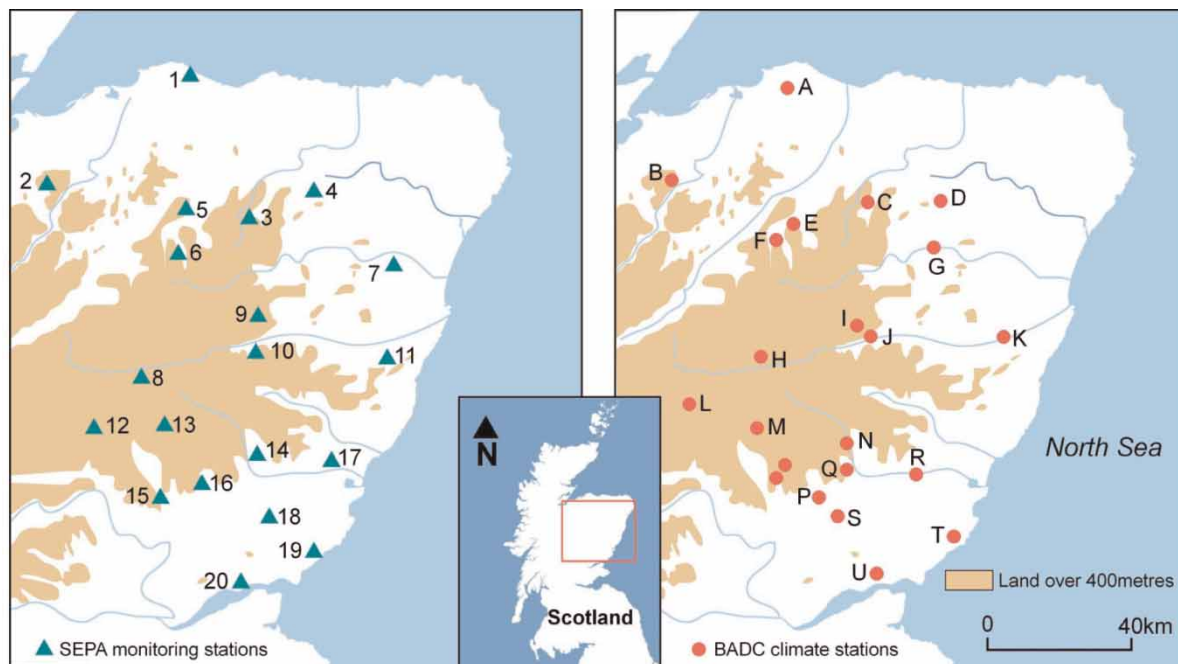 1
2
3
4
5
6
7
8
9
10
11
12
13
14
15
16
17
18
19
20
SEPA monitoring stations
N
Scotland
A
B
C
D
E
F
G
H
I
J
K
L
M
N
P
Q
R
S
T
U
North Sea
Land over 400metres
0 40km
BADC climate stations